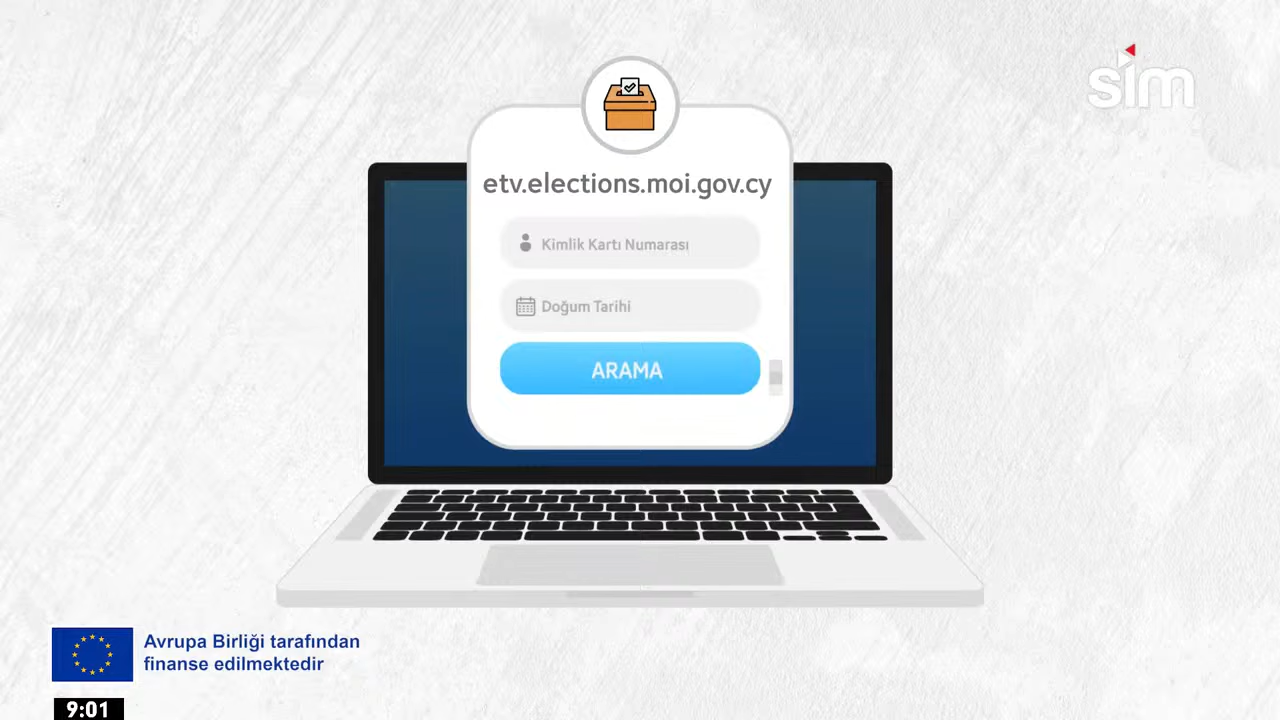 sim
etv.elections.moi.gov.cy
Kimlik Kartı Numarası
Doğum Tarihi
ARAMA
Avrupa Birliği tarafından
finanse edilmektedir
9:01